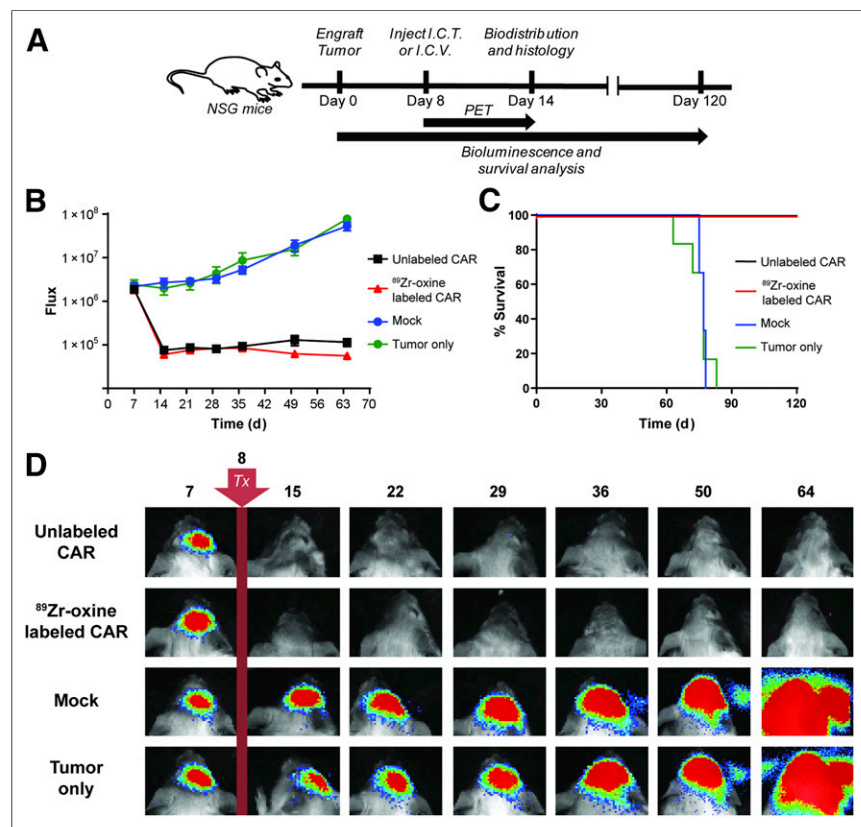 A
Engraft
Tumor
Inject I.C.T.
or I.C.V.
Biodistribution
and histology
NSG mice
Day 0
Day 8
Day 14
Day 120
PET
Bioluminescence and
survival analysis
B
1 × 10⁸
1 × 10⁷
1 × 10⁶
1 × 10⁵
Flux
0 7 14 21 28 35 42 49 56 63 70
Time (d)
Unlabeled CAR
⁸⁹Zr-oxine
labeled CAR
Mock
Tumor only
C
100
80
60
40
20
0
% Survival
0 30 60 90 120
Time (d)
Unlabeled CAR
⁸⁹Zr-oxine
labeled CAR
Mock
Tumor only
D
8
Tx
7 15 22 29 36 50 64
Unlabeled
CAR
⁸⁹Zr-oxine
labeled CAR
Mock
Tumor
only